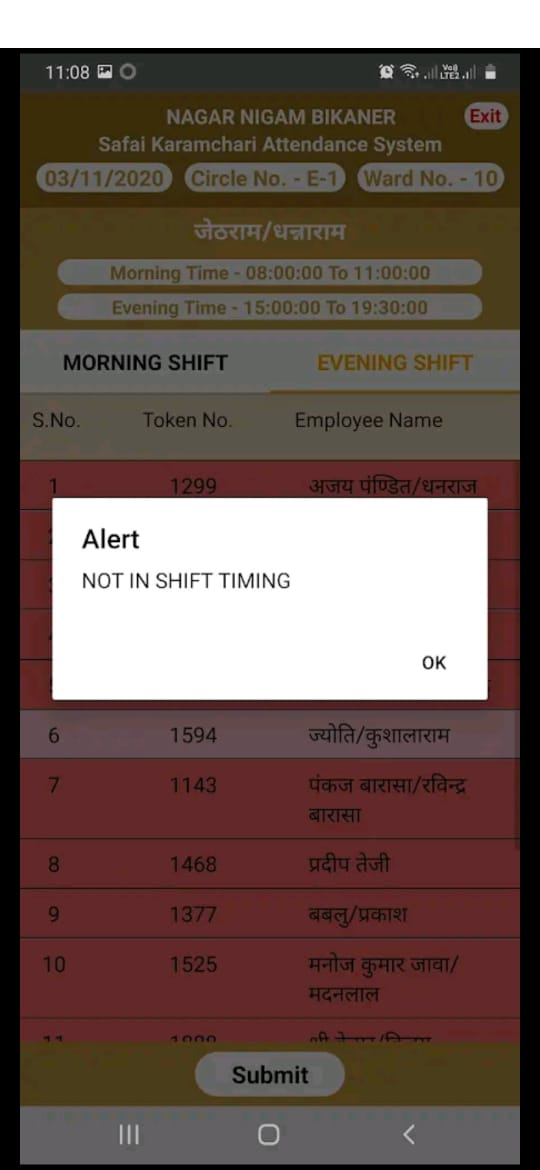 11:08
NAGAR NIGAM BIKANER
Exit
Safai Karamchari Attendance System
03/11/2020 Circle No. - E-1 Ward No. - 10
जेठराम/धन्नाराम
Morning Time - 08:00:00 To 11:00:00
Evening Time - 15:00:00 To 19:30:00
MORNING SHIFT EVENING SHIFT
S.No. Token No. Employee Name
1 1299 अजय पंण्डित/धनराज
Alert
NOT IN SHIFT TIMING
OK
6 1594 ज्योति/कुशालाराम
7 1143 पंकज बारासा/रविन्द्र
बारासा
8 1468 प्रदीप तेजी
9 1377 बबलु/प्रकाश
10 1525 मनोज कुमार जावा/
मदनलाल
Submit